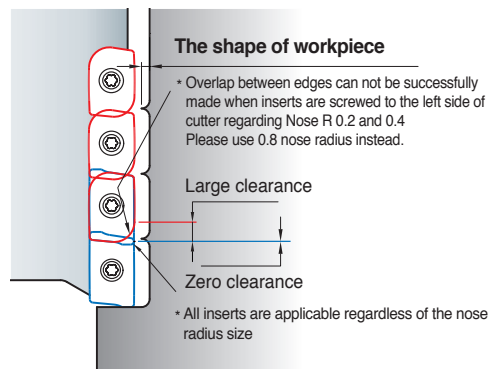 The shape of workpiece
* Overlap between edges can not be successfully
made when inserts are screwed to the left side of
cutter regarding Nose R 0.2 and 0.4
Please use 0.8 nose radius instead.
Large clearance
Zero clearance
* All inserts are applicable regardless of the nose
radius size